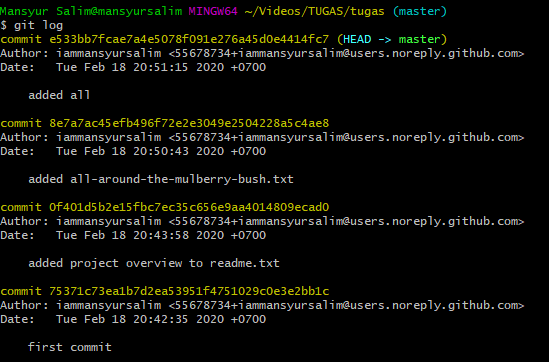 Mansyur Salim@mansyursalim MINGW64 ~/Videos/TUGAS/tugas (master)
$ git log
commit e533bb7fcae7a4e5078f091e276a45d0e4414fc7 (HEAD -> master)
Author: iammansyursalim <55678734+iammansyursalim@users.noreply.github.com>
Date:   Tue Feb 18 20:51:15 2020 +0700
    added all
commit 8e7a7ac45efb496f72e2e3049e2504228a5c4ae8
Author: iammansyursalim <55678734+iammansyursalim@users.noreply.github.com>
Date:   Tue Feb 18 20:50:43 2020 +0700
    added all-around-the-mulberry-bush.txt
commit 0f401d5b2e15fbc7ec35c656e9aa4014809ecad0
Author: iammansyursalim <55678734+iammansyursalim@users.noreply.github.com>
Date:   Tue Feb 18 20:43:58 2020 +0700
    added project overview to readme.txt
commit 75371c73ea1b7d2ea53951f4751029c0e3e2bb1c
Author: iammansyursalim <55678734+iammansyursalim@users.noreply.github.com>
Date:   Tue Feb 18 20:42:35 2020 +0700
    first commit